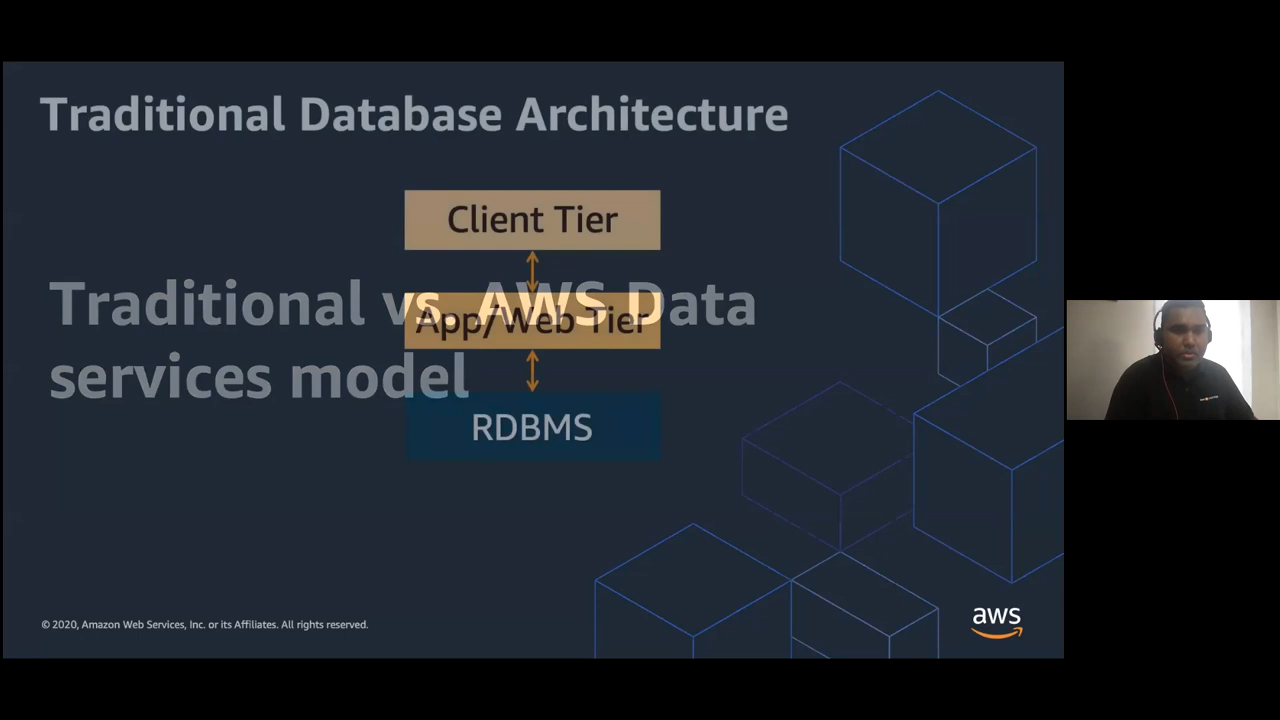 Traditional Database Architecture
Client Tier
Traditional vs. AWS Data
services model
App/Web Tier
RDBMS
© 2020, Amazon Web Services, Inc. or its Affiliates. All rights reserved.
aws